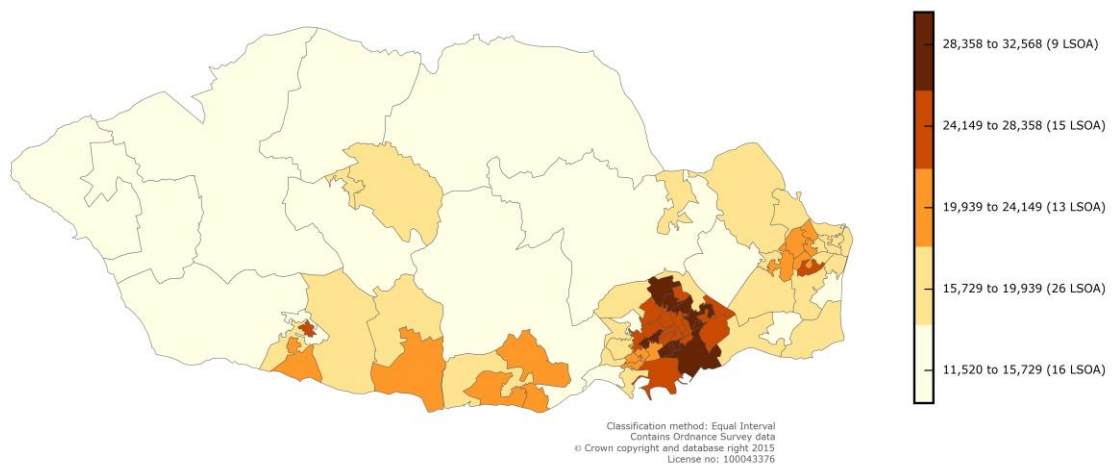 28,358 to 32,568 (9 LSOA)
24,149 to 28,358 (15 LSOA)
19,939 to 24,149 (13 LSOA)
15,729 to 19,939 (26 LSOA)
11,520 to 15,729 (16 LSOA)
Classification method: Equal Interval
Contains Ordnance Survey data
© Crown copyright and database right 2015
License no: 100043376